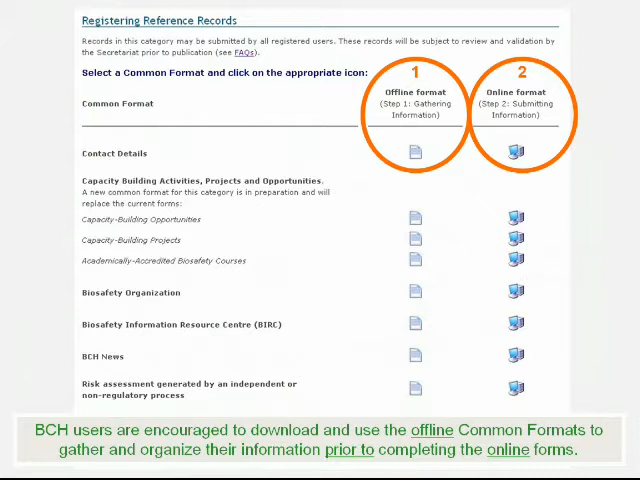 Registering Reference Records
Records in this category may be submitted by all registered users. These records will be subject to review and validation by
the Secretariat prior to publication (see FAQs).
Select a Common Format and click on the appropriate icon:
1
2
Common Format
Offline format
(Step 1: Gathering
Information)
Online format
(Step 2: Submitting
Information)
Contact Details
Capacity Building Activities, Projects and Opportunities.
A new common format for this category is in preparation and will
replace the current forms:
Capacity-Building Opportunities
Capacity-Building Projects
Academically-Accredited Biosafety Courses
Biosafety Organization
Biosafety Information Resource Centre (BIRC)
BCH News
Risk assessment generated by an independent or
non-regulatory process
BCH users are encouraged to download and use the offline Common Formats to
gather and organize their information prior to completing the online forms.